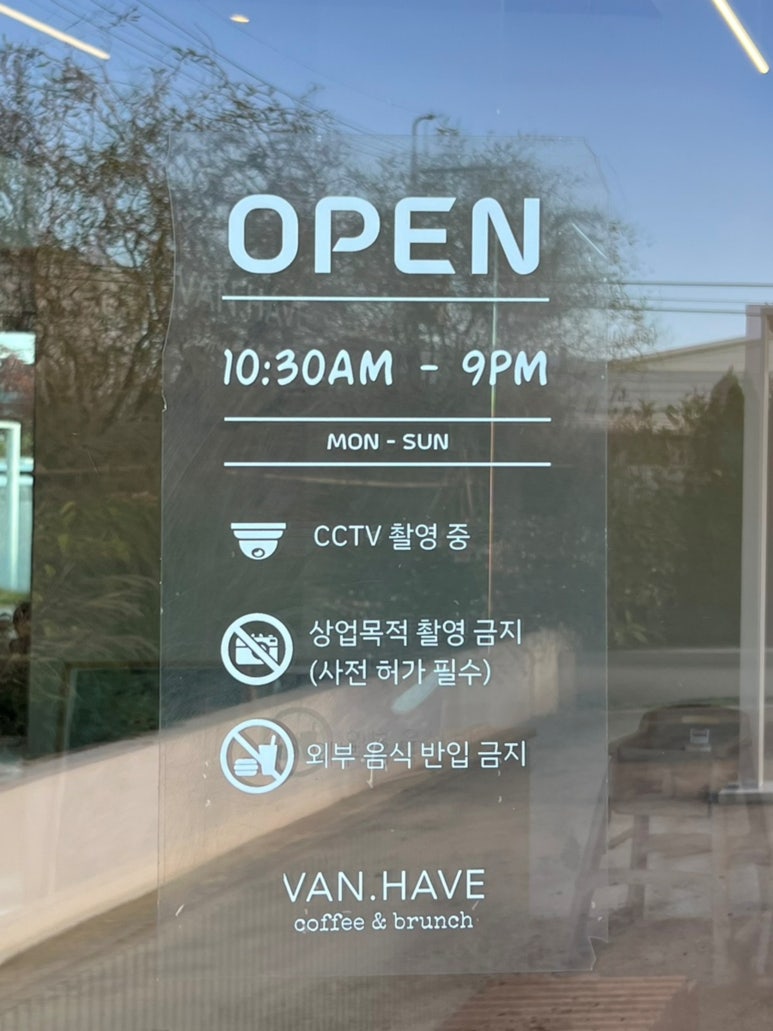 OPEN
10:30AM - 9PM
MON - SUN
CCTV 촬영 중
상업목적 촬영 금지
(사전 허가 필수)
외부 음식 반입 금지
VAN.HAVE
coffee & brunch